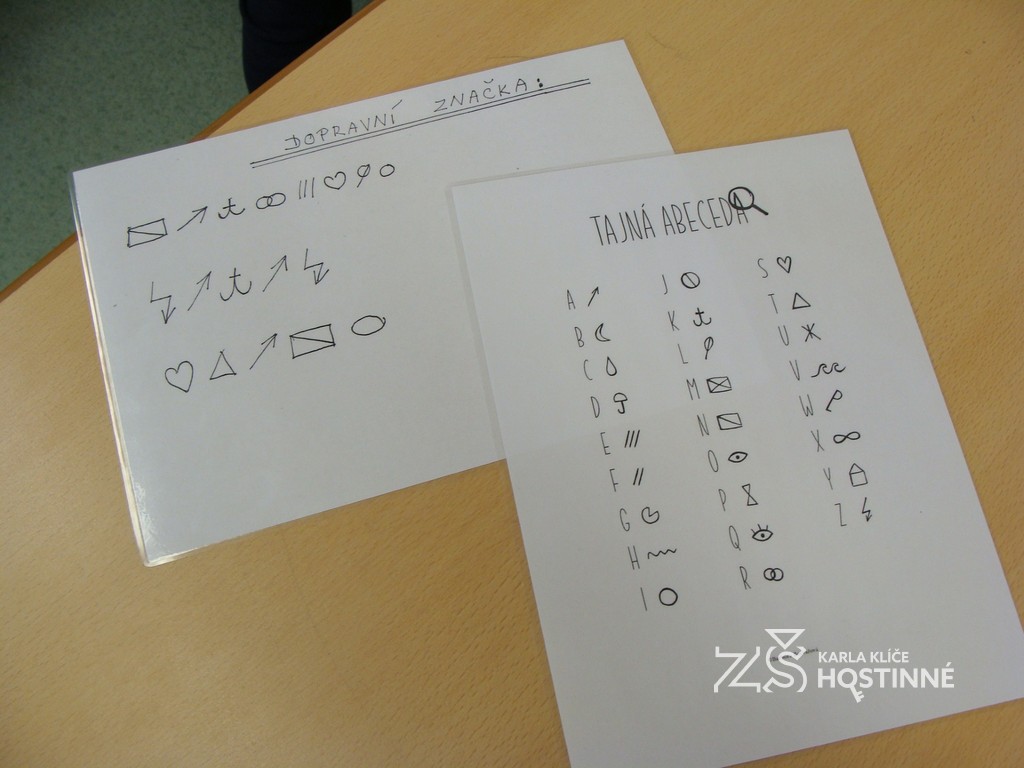 DOPRAVNÍ ZNAČKA:
TAJNÁ ABECEDA
A
B
C
D
E
F
G
H
I
J
K
L
M
N
O
P
Q
R
S
T
U
V
W
X
Y
Z
ZŠ KARLA KLÍČE
HOSTINNÉ